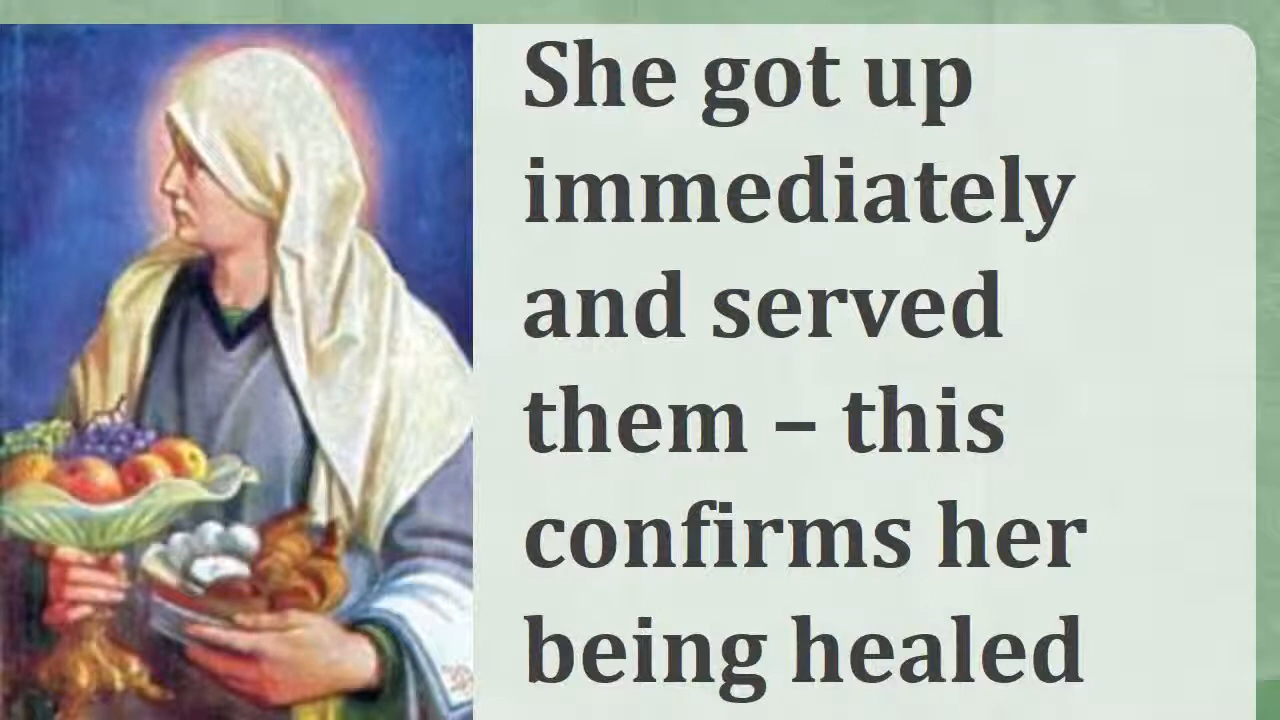 She got up
immediately
and served
them – this
confirms her
being healed